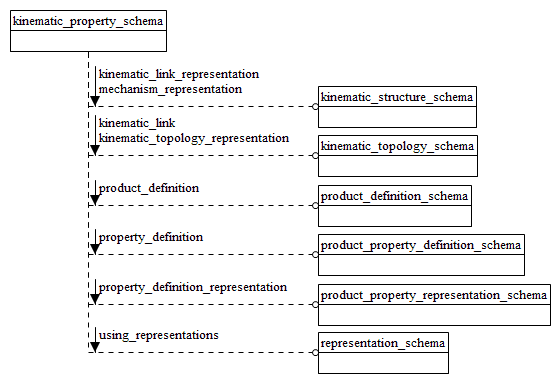 kinematic_property_schema
kinematic_link_representation
mechanism_representation
kinematic_structure_schema
kinematic_link
kinematic_topology_representation
kinematic_topology_schema
product_definition
product_definition_schema
property_definition
product_property_definition_schema
property_definition_representation
product_property_representation_schema
using_representations
representation_schema